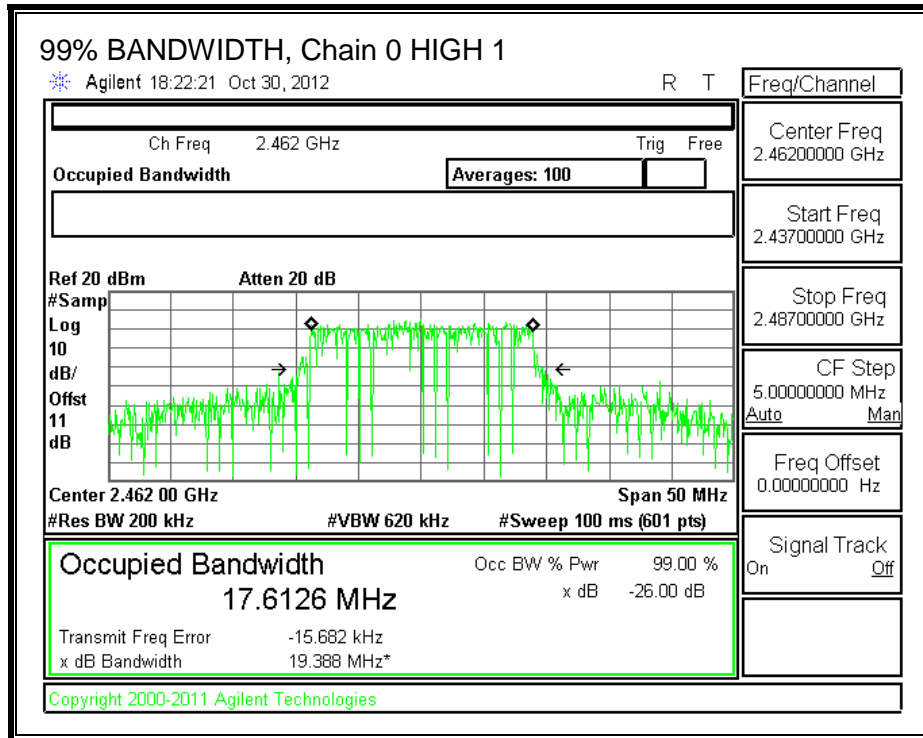 99% BANDWIDTH, Chain 0 HIGH 1
Agilent 18:22:21 Oct 30, 2012 R T
Ch Freq 2.462 GHz Trig Free
Occupied Bandwidth Averages: 100
Ref 20 dBm Atten 20 dB
#Samp
Log
10
dB/
Offst
11
dB
Center 2.462 00 GHz Span 50 MHz
#Res BW 200 kHz #VBW 620 kHz #Sweep 100 ms (601 pts)
Occupied Bandwidth Occ BW % Pwr 99.00 %
17.6126 MHz x dB -26.00 dB
Transmit Freq Error -15.682 kHz
x dB Bandwidth 19.388 MHz*
Copyright 2000-2011 Agilent Technologies
Freq/Channel
Center Freq
2.46200000 GHz
Start Freq
2.43700000 GHz
Stop Freq
2.48700000 GHz
CF Step
5.00000000 MHz
Auto Man
Freq Offset
0.00000000 Hz
Signal Track
On Off